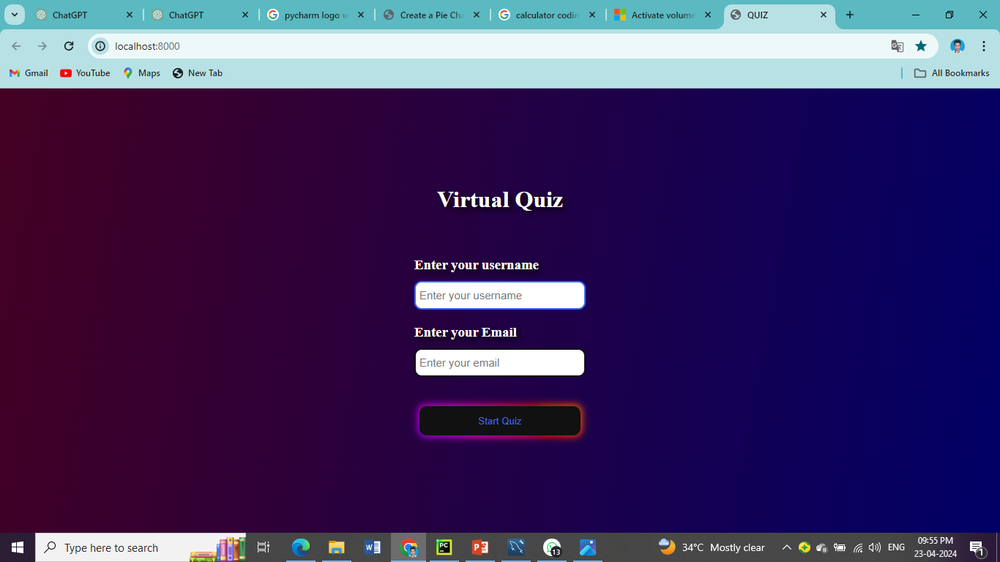 ChatGPT
ChatGPT
pycharm logo w
Create a Pie Cha
calculator codin
Activate volume
QUIZ
localhost:8000
Gmail
YouTube
Maps
New Tab
All Bookmarks
Virtual Quiz
Enter your username
Enter your username
Enter your Email
Enter your email
Start Quiz
Type here to search
W
PC
P
13
34°C Mostly clear
ENG
09:55 PM
23-04-2024
1